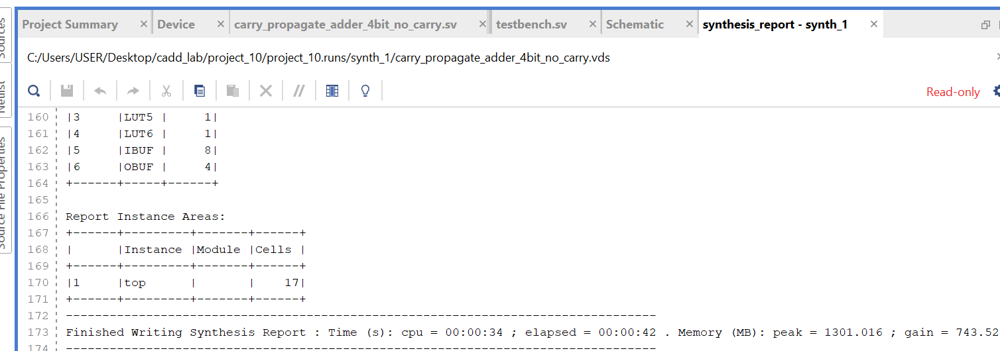 Project Summary × Device × carry_propagate_adder_4bit_no_carry.sv × testbench.sv × Schematic × synthesis_report - synth_1 ×
C:/Users/USER/Desktop/cadd_lab/project_10/project_10.runs/synth_1/carry_propagate_adder_4bit_no_carry.vds
Read-only
Sources
Netlist
Source File Properties
160 |3      |LUT5 |     1|
161 |4      |LUT6 |     1|
162 |5      |IBUF |     8|
163 |6      |OBUF |     4|
164 +------+-----+------+
165
166 Report Instance Areas:
167 +------+---------+-------+------+
168 |      |Instance |Module |Cells |
169 +------+---------+-------+------+
170 |1     |top      |       |    17|
171 +------+---------+-------+------+
172 ---------------------------------------------------------------------------------
173 Finished Writing Synthesis Report : Time (s): cpu = 00:00:34 ; elapsed = 00:00:42 . Memory (MB): peak = 1301.016 ; gain = 743.52
174 ---------------------------------------------------------------------------------